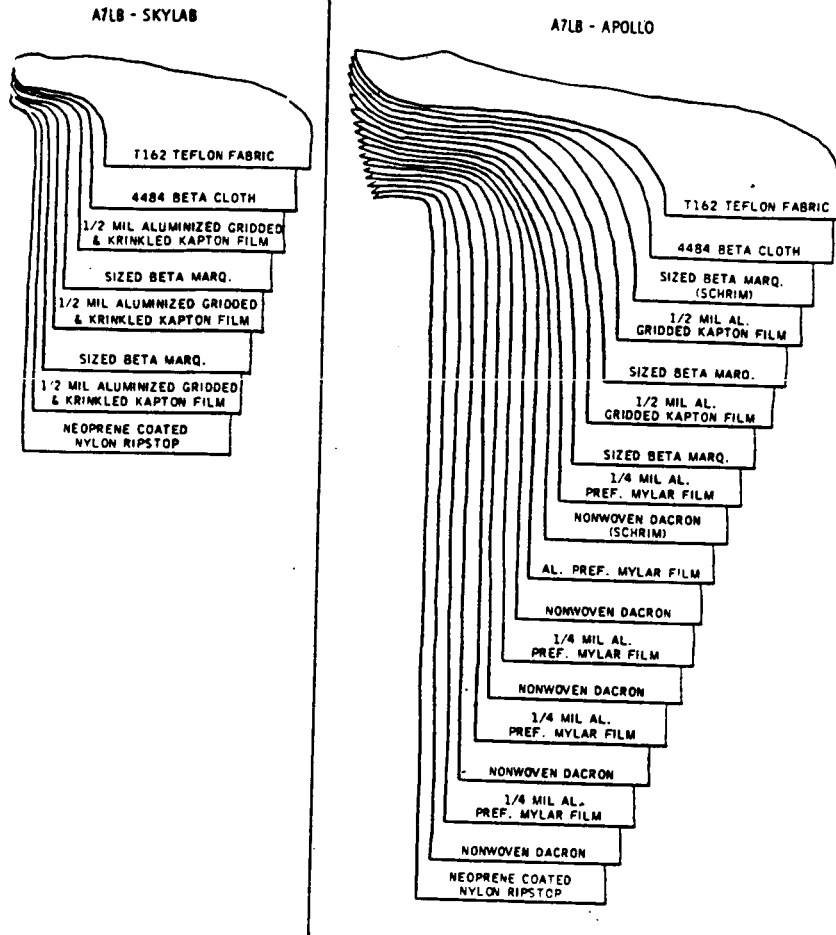 A7LB - SKYLAB
T162 TEFLON FABRIC
4484 BETA CLOTH
1/2 MIL ALUMINIZED GRIDDED
& KRINKLED KAPTON FILM
SIZED BETA MARQ.
1/2 MIL ALUMINIZED GRIDDED
& KRINKLED KAPTON FILM
SIZED BETA MARQ.
1/2 MIL ALUMINIZED GRIDDED
& KRINKLED KAPTON FILM
NEOPRENE COATED
NYLON RIPSTOP
A7LB - APOLLO
T162 TEFLON FABRIC
4484 BETA CLOTH
SIZED BETA MARQ.
(SCHRIM)
1/2 MIL AL.
GRIDDED KAPTON FILM
SIZED BETA MARQ.
1/2 MIL AL.
GRIDDED KAPTON FILM
SIZED BETA MARQ.
1/4 MIL AL.
PREF. MYLAR FILM
NONWOVEN DACRON
(SCHRIM)
AL. PREF. MYLAR FILM
NONWOVEN DACRON
1/4 MIL AL.
PREF. MYLAR FILM
NONWOVEN DACRON
1/4 MIL AL.
PREF. MYLAR FILM
NONWOVEN DACRON
1/4 MIL AL.
PREF. MYLAR FILM
NONWOVEN DACRON
NEOPRENE COATED
NYLON RIPSTOP